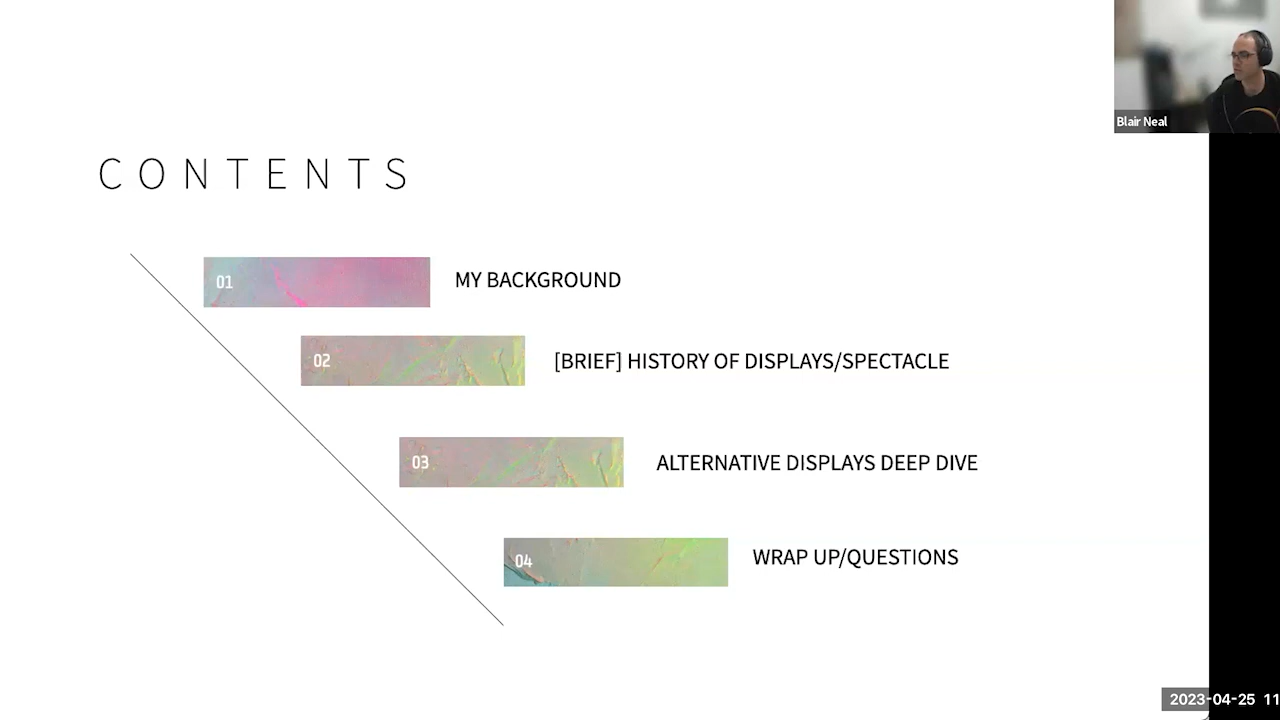 Blair Neal
CONTENTS
01 MY BACKGROUND
02 [BRIEF] HISTORY OF DISPLAYS/SPECTACLE
03 ALTERNATIVE DISPLAYS DEEP DIVE
04 WRAP UP/QUESTIONS
2023-04-25 11